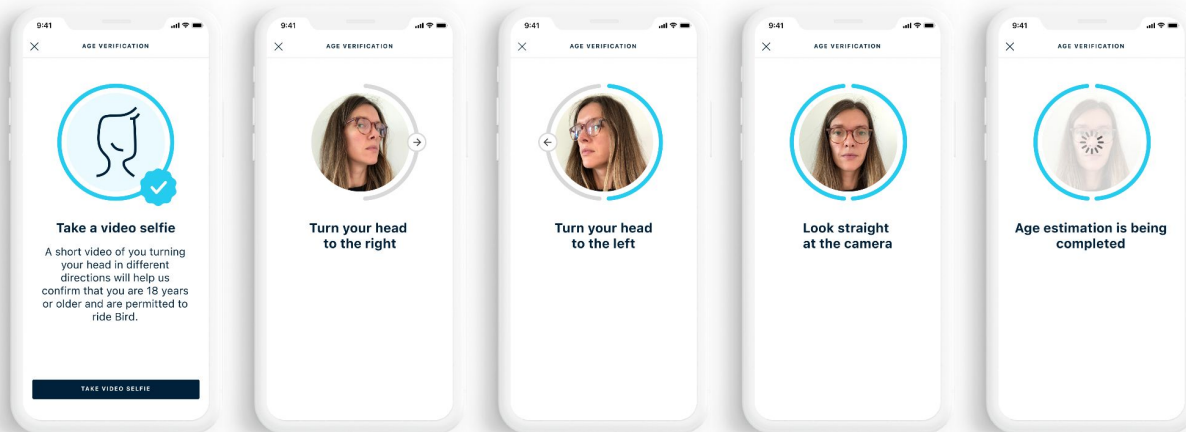 9:41
AGE VERIFICATION
Take a video selfie
A short video of you turning
your head in different
directions will help us
confirm that you are 18 years
or older and are permitted to
ride Bird.
TAKE VIDEO SELFIE
9:41
AGE VERIFICATION
Turn your head
to the right
9:41
AGE VERIFICATION
Turn your head
to the left
9:41
AGE VERIFICATION
Look straight
at the camera
9:41
AGE VERIFICATION
Age estimation is being
completed